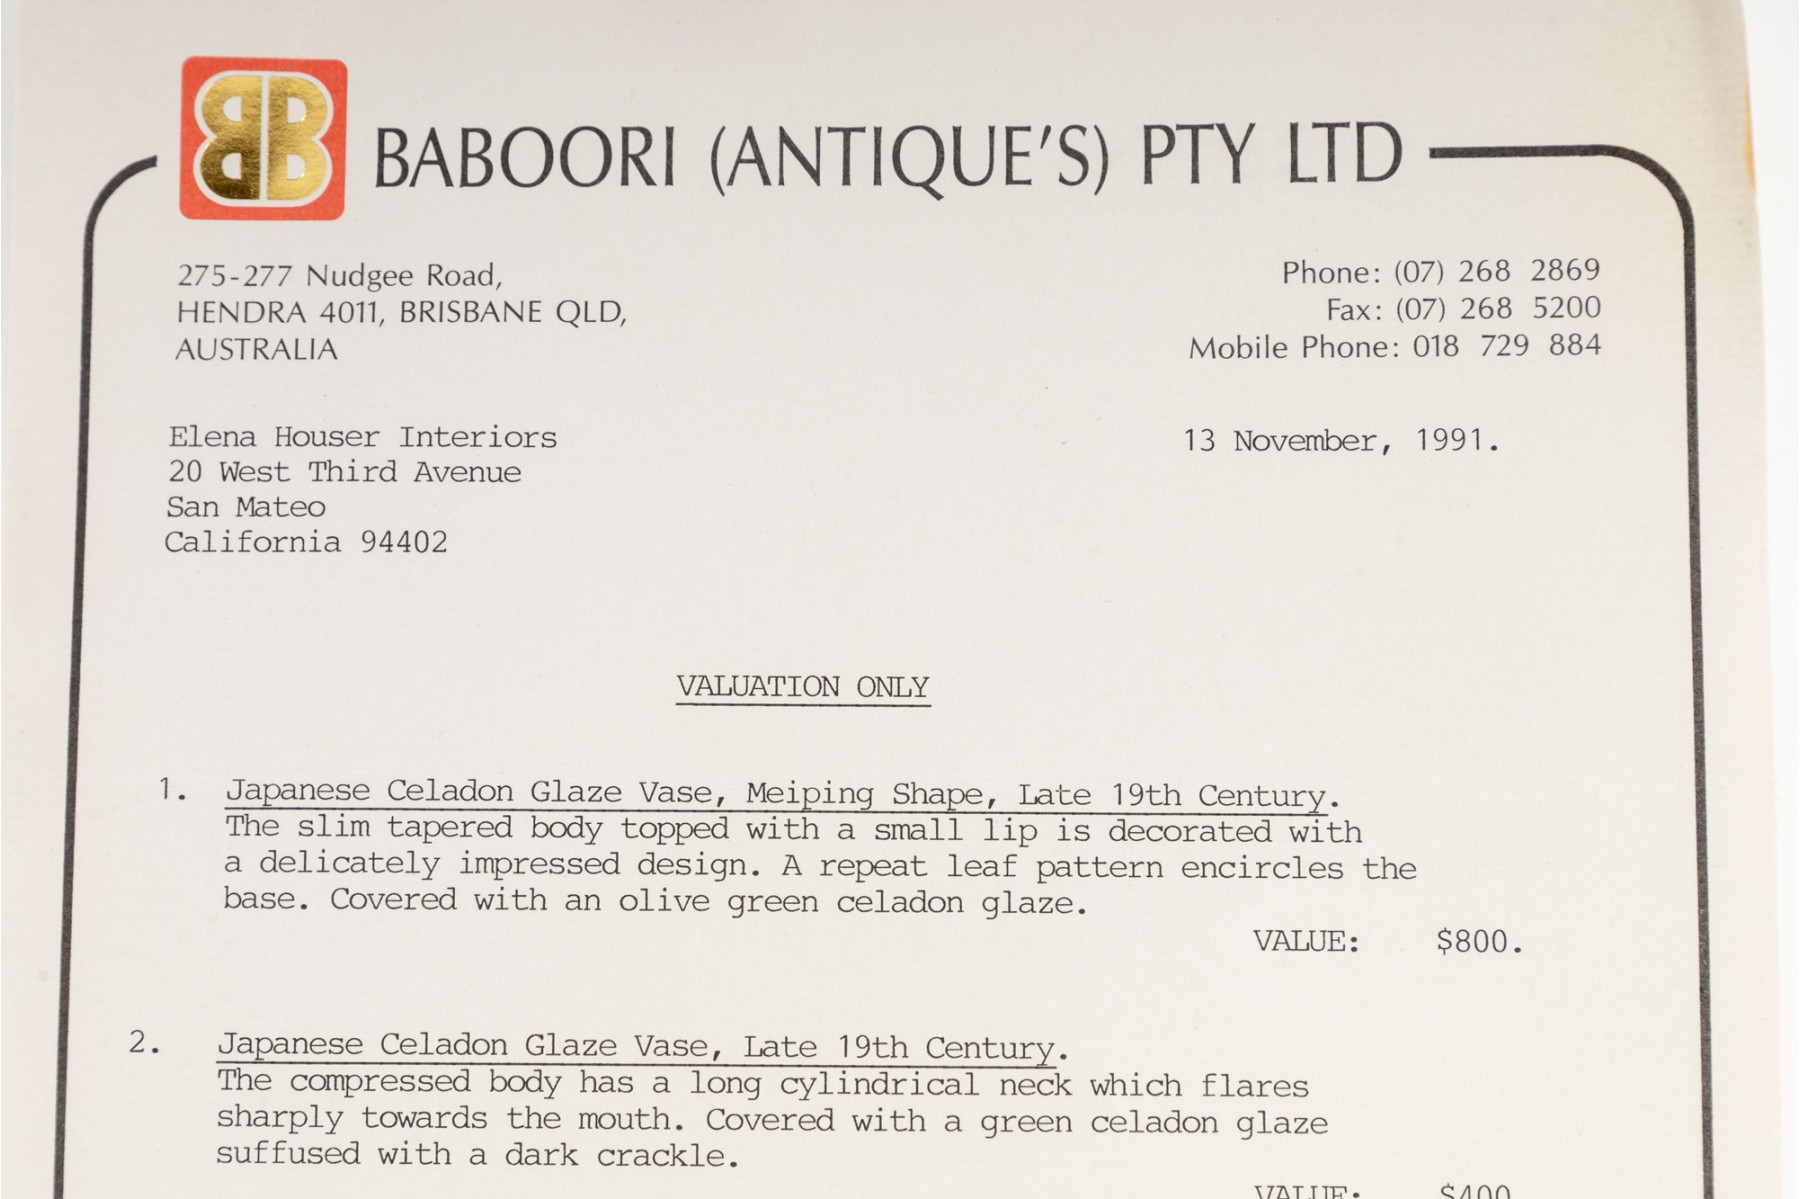 BB
BABOORI (ANTIQUE'S) PTY LTD
275-277 Nudgee Road,
HENDRA 4011, BRISBANE QLD,
AUSTRALIA
Phone: (07) 268 2869
Fax: (07) 268 5200
Mobile Phone: 018 729 884
Elena Houser Interiors
20 West Third Avenue
San Mateo
California 94402
13 November, 1991.
VALUATION ONLY
1. Japanese Celadon Glaze Vase, Meiping Shape, Late 19th Century.
The slim tapered body topped with a small lip is decorated with
a delicately impressed design. A repeat leaf pattern encircles the
base. Covered with an olive green celadon glaze.
VALUE: $800.
2. Japanese Celadon Glaze Vase, Late 19th Century.
The compressed body has a long cylindrical neck which flares
sharply towards the mouth. Covered with a green celadon glaze
suffused with a dark crackle.
VALUE: $400